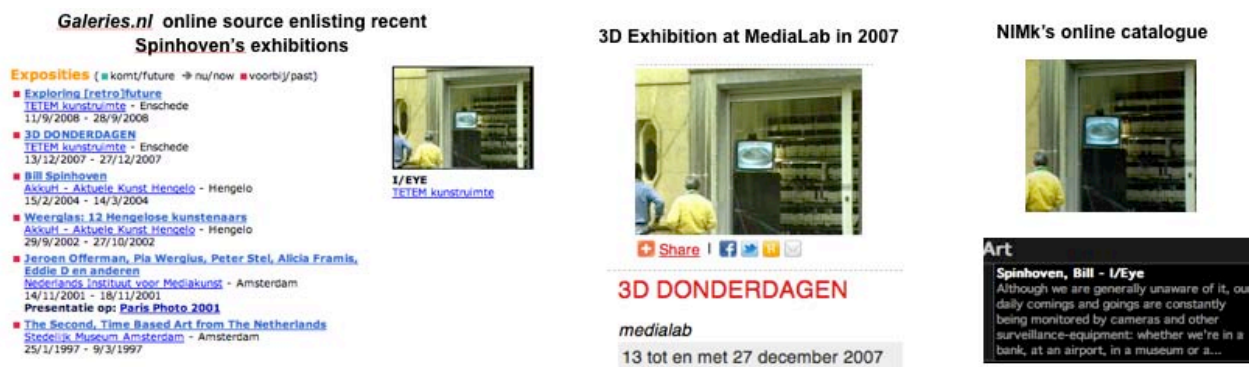 Galeries.nl online source enlisting recent
Spinhoven's exhibitions
Exposities ( komt/future → nu/now voorbij/past)
Exploring [retro]future
TETEM kunstruimte - Enschede
11/9/2008 - 28/9/2008
3D DONDERDAGEN
TETEM kunstruimte - Enschede
13/12/2007 - 27/12/2007
Bill Spinhoven
AkkuH - Aktuele Kunst Hengelo - Hengelo
15/2/2004 - 14/3/2004
Weerglas: 12 Hengelose kunstenaars
AkkuH - Aktuele Kunst Hengelo - Hengelo
29/9/2002 - 27/10/2002
Jeroen Offerman, Pia Wergius, Peter Stel, Alicia Framis,
Eddie D en anderen
Nederlands Instituut voor Mediakunst - Amsterdam
14/11/2001 - 18/11/2001
Presentatie op: Paris Photo 2001
The Second, Time Based Art from The Netherlands
Stedelijk Museum Amsterdam - Amsterdam
25/1/1997 - 9/3/1997
I/EYE
TETEM kunstruimte
3D Exhibition at MediaLab in 2007
Share |
3D DONDERDAGEN
medialab
13 tot en met 27 december 2007
NIMk's online catalogue
Art
Spinhoven, Bill - I/Eye
Although we are generally unaware of it, our
daily comings and goings are constantly
being monitored by cameras and other
surveillance-equipment: whether we're in a
bank, at an airport, in a museum or a...